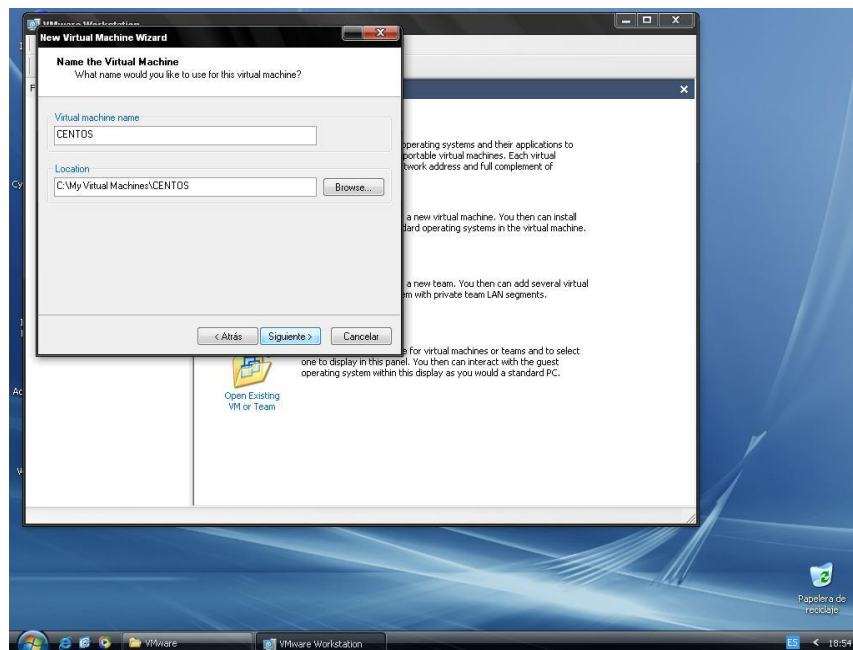 VMware Workstation
New Virtual Machine Wizard
Name the Virtual Machine
What name would you like to use for this virtual machine?
Virtual machine name
CENTOS
Location
C:\My Virtual Machines\CENTOS
Browse...
< Atrás
Siguiente >
Cancelar
operating systems and their applications to
portable virtual machines. Each virtual
network address and full complement of
a new virtual machine. You then can install
dard operating systems in the virtual machine.
a new team. You then can add several virtual
em with private team LAN segments.
e for virtual machines or teams and to select
one to display in this panel. You then can interact with the guest
operating system within this display as you would a standard PC.
Open Existing
VM or Team
Papelera de
reciclaje
VMware
VMware Workstation
ES
<
18:54